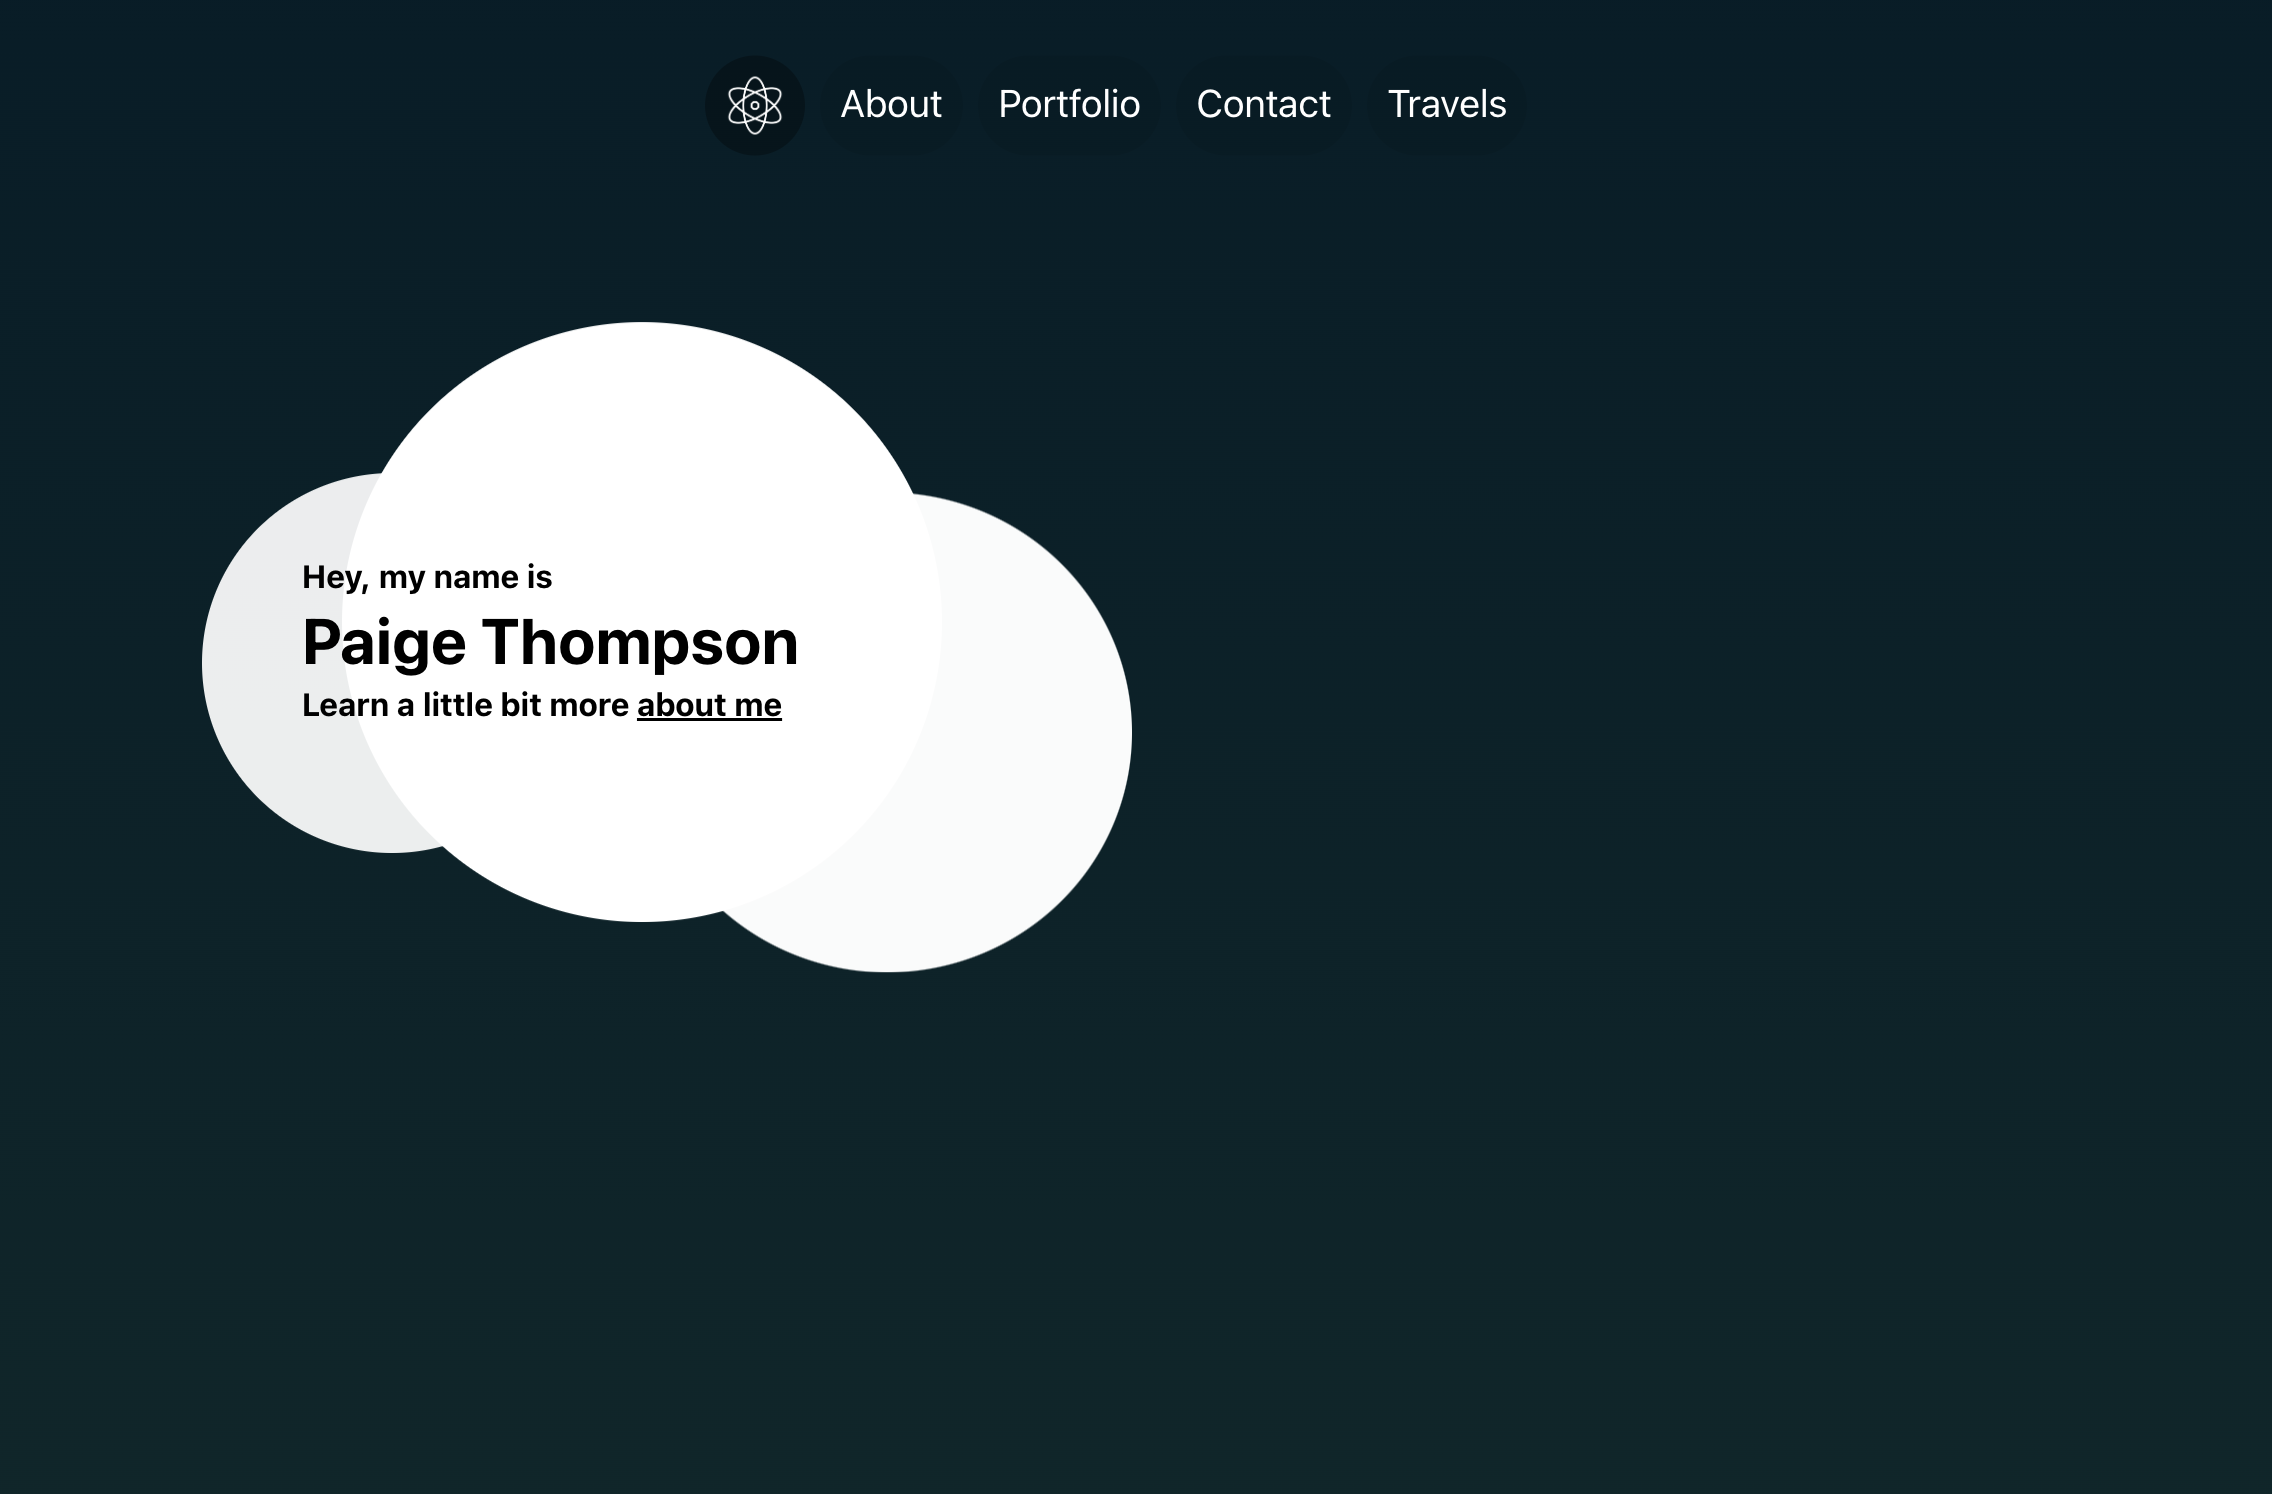 About Portfolio Contact Travels
Hey, my name is
Paige Thompson
Learn a little bit more about me